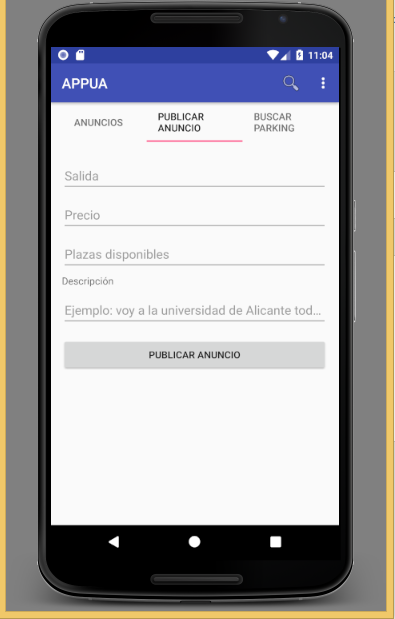 11:04
APPUA
ANUNCIOS
PUBLICAR
ANUNCIO
BUSCAR
PARKING
Salida
Precio
Plazas disponibles
Descripción
Ejemplo: voy a la universidad de Alicante tod...
PUBLICAR ANUNCIO